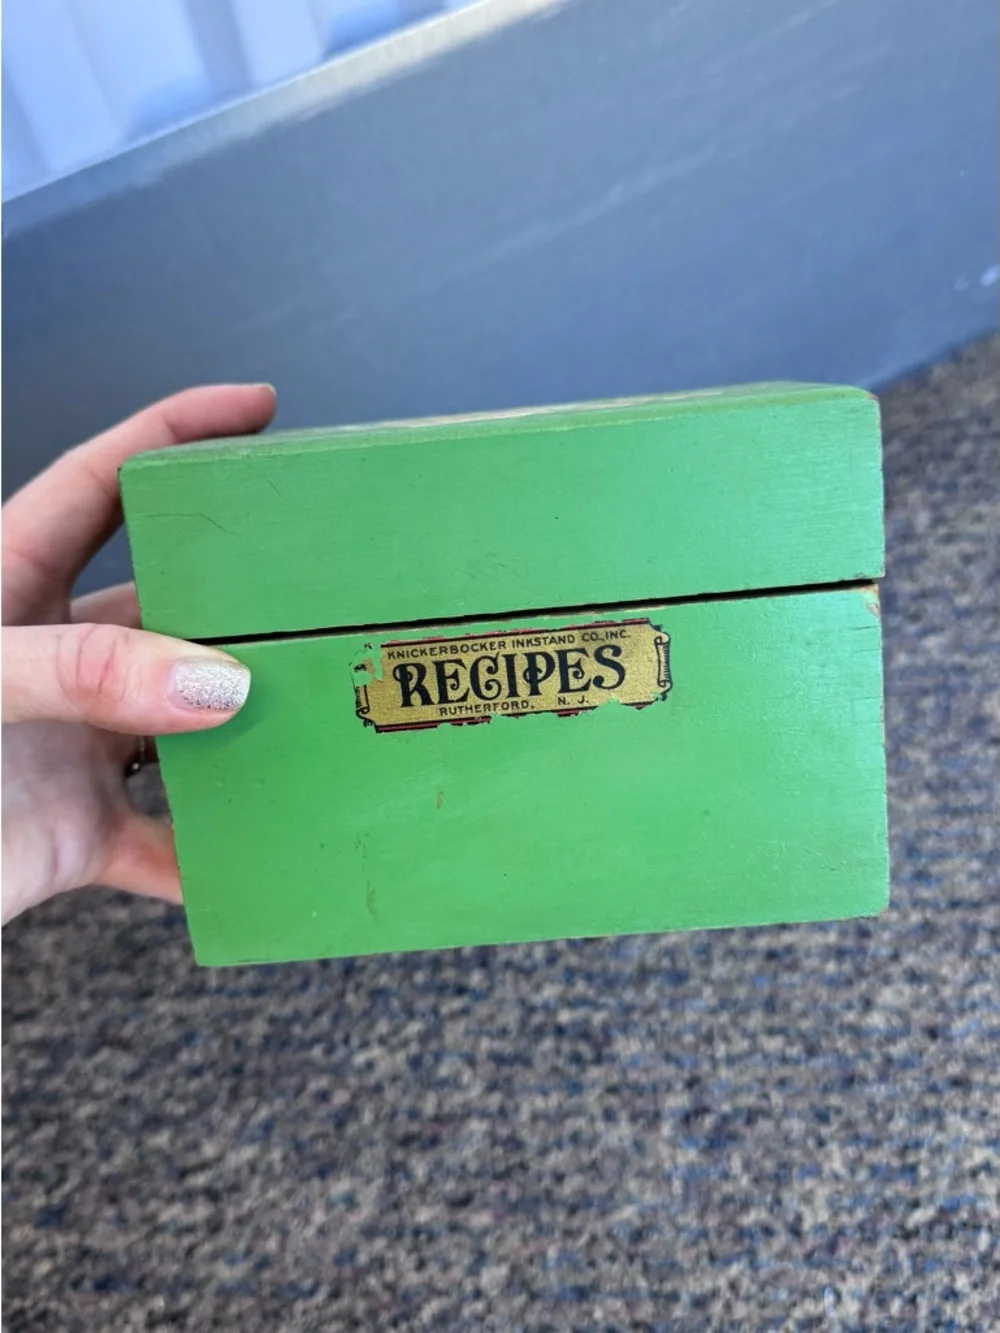 KNICKERBOCKER INKSTAND CO., INC.
RECIPES
RUTHERFORD, N. J.